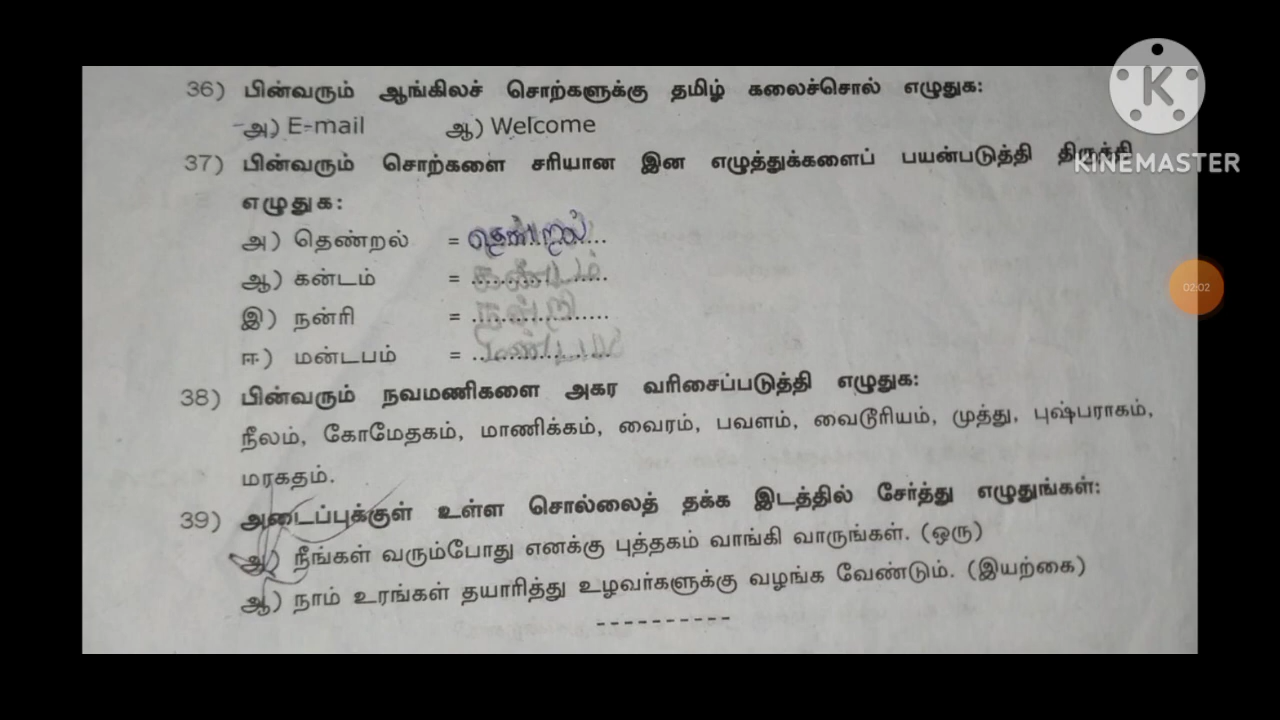 36) பின்வரும் ஆங்கிலச் சொற்களுக்கு தமிழ் கலைச்சொல் எழுதுக:
அ) E-mail ஆ) Welcome
37) பின்வரும் சொற்களை சரியான இன எழுத்துக்களைப் பயன்படுத்தி திருத்தி
KINEMASTER
எழுதுக:
அ) தெண்றல் = தென்றல்
ஆ) கன்டம் = கண்டம்
02:02
இ) நன்ரி = நன்றி
ஈ) மன்டபம் = மண்டபம்
38) பின்வரும் நவமணிகளை அகர வரிசைப்படுத்தி எழுதுக:
நீலம், கோமேதகம், மாணிக்கம், வைரம், பவளம், வைடூரியம், முத்து, புஷ்பராகம்,
மரகதம்.
39) அடைப்புக்குள் உள்ள சொல்லைத் தக்க இடத்தில் சேர்த்து எழுதுங்கள்:
அ) நீங்கள் வரும்போது எனக்கு புத்தகம் வாங்கி வாருங்கள். (ஒரு)
ஆ) நாம் உரங்கள் தயாரித்து உழவர்களுக்கு வழங்க வேண்டும். (இயற்கை)
----------